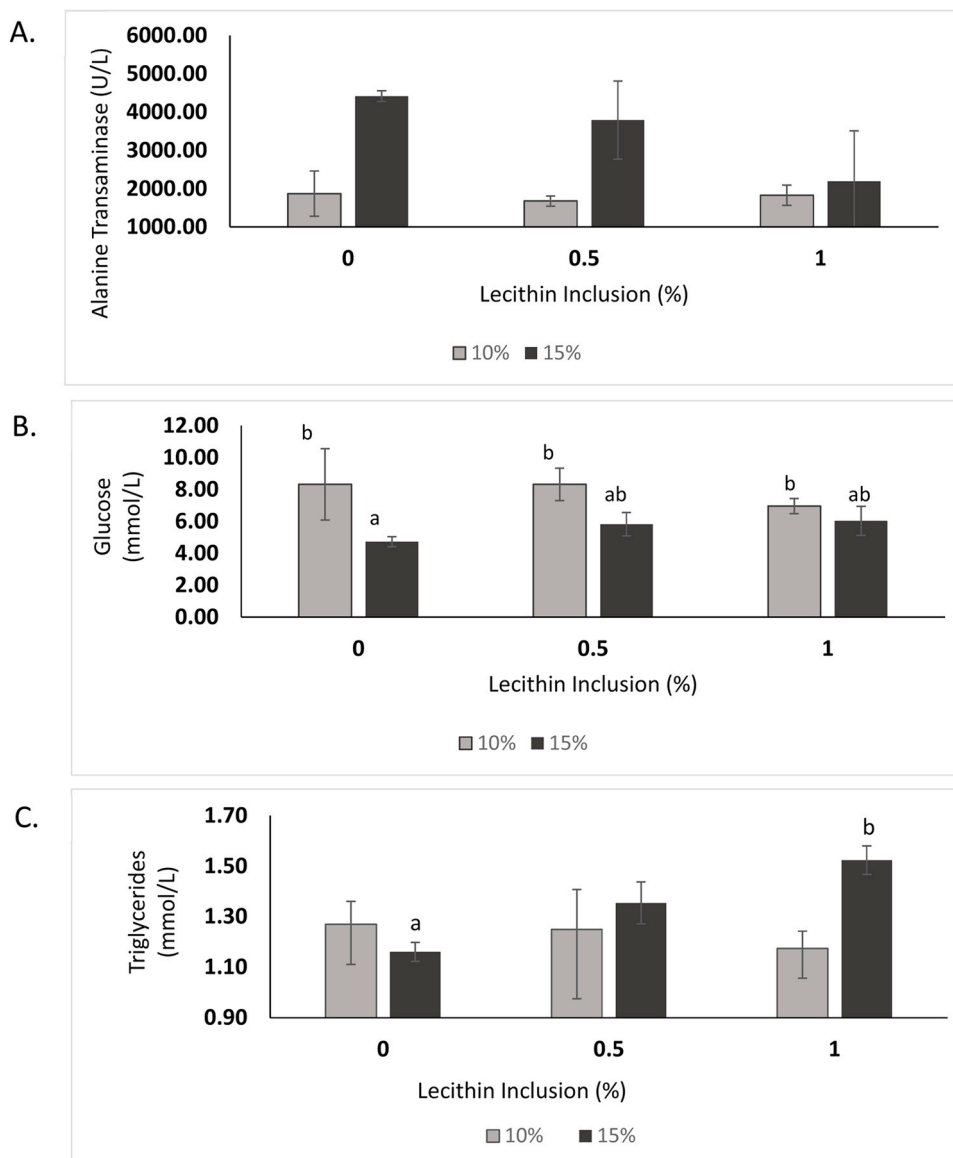 A.
Alanine Transaminase (U/L)
6000.00
5000.00
4000.00
3000.00
2000.00
1000.00
0 0.5 1
Lecithin Inclusion (%)
10% 15%
B.
Glucose
(mmol/L)
12.00
10.00
8.00
6.00
4.00
2.00
0.00
b a b ab b ab
0 0.5 1
Lecithin Inclusion (%)
10% 15%
C.
Triglycerides
(mmol/L)
1.70
1.50
1.30
1.10
0.90
a b
0 0.5 1
Lecithin Inclusion (%)
10% 15%